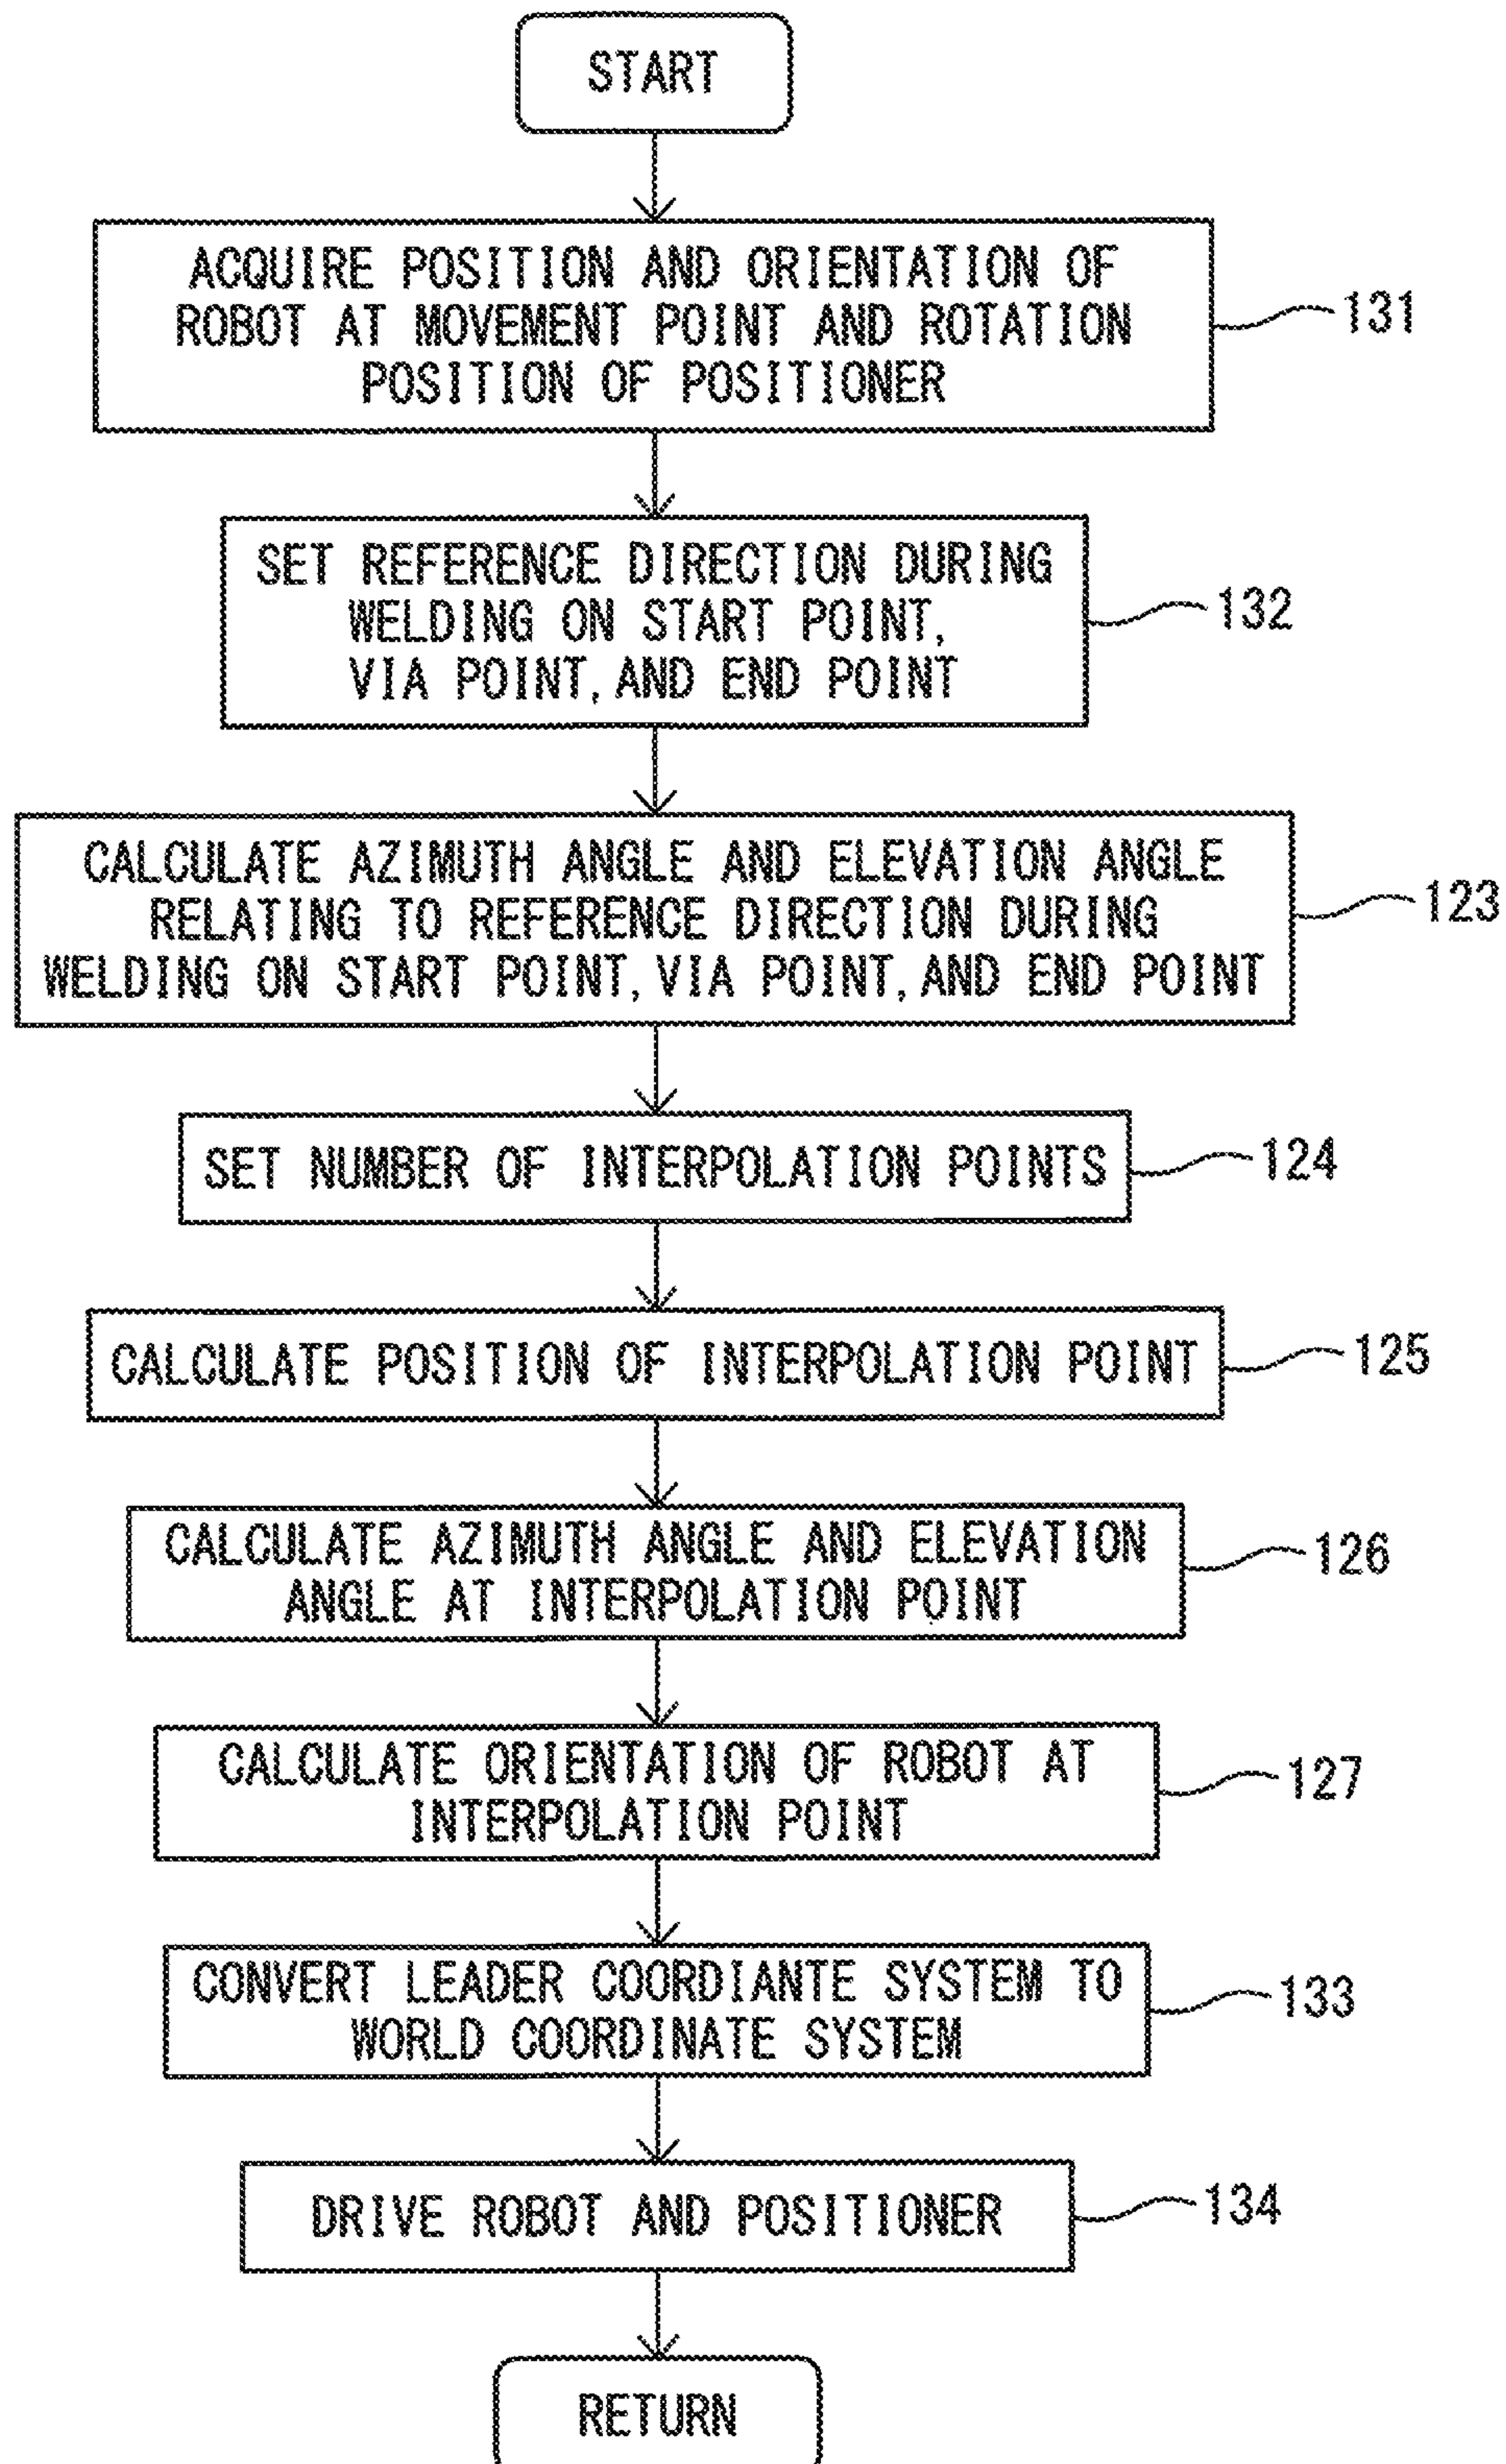 START
ACQUIRE POSITION AND ORIENTATION OF
ROBOT AT MOVEMENT POINT AND ROTATION
POSITION OF POSITIONER
131
SET REFERENCE DIRECTION DURING
WELDING ON START POINT,
VIA POINT, AND END POINT
132
CALCULATE AZIMUTH ANGLE AND ELEVATION ANGLE
RELATING TO REFERENCE DIRECTION DURING
WELDING ON START POINT, VIA POINT, AND END POINT
123
SET NUMBER OF INTERPOLATION POINTS
124
CALCULATE POSITION OF INTERPOLATION POINT
125
CALCULATE AZIMUTH ANGLE AND ELEVATION
ANGLE AT INTERPOLATION POINT
126
CALCULATE ORIENTATION OF ROBOT AT
INTERPOLATION POINT
127
CONVERT LEADER COORDIANTE SYSTEM TO
WORLD COORDINATE SYSTEM
133
DRIVE ROBOT AND POSITIONER
134
RETURN